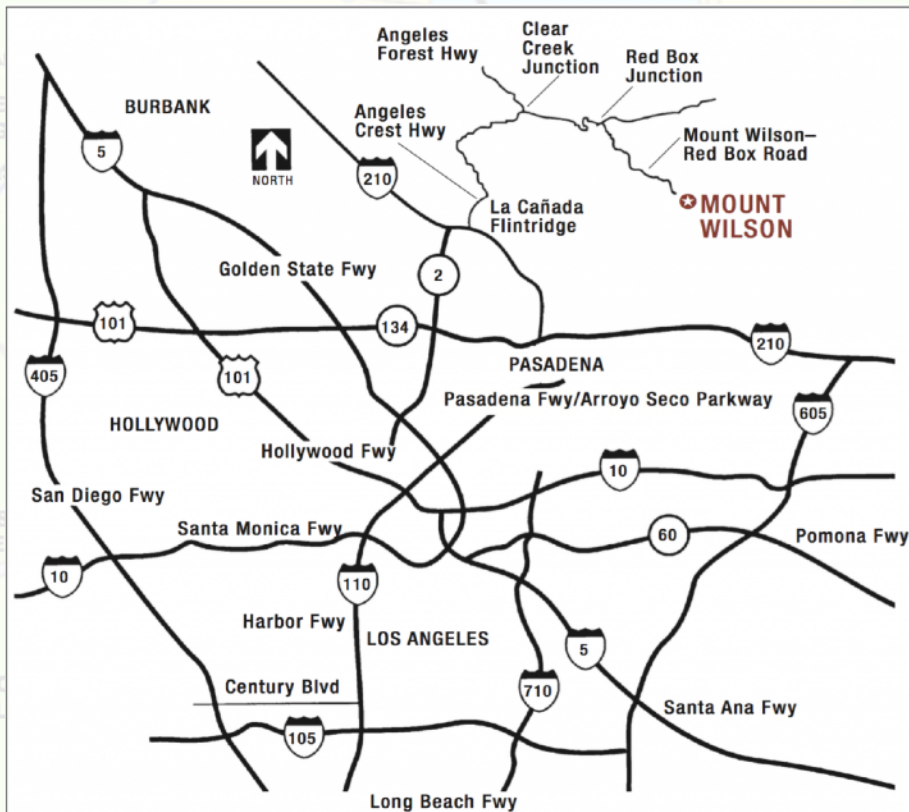 Angeles
Forest Hwy
Clear
Creek
Junction
Red Box
Junction
BURBANK
Angeles
Crest Hwy
Mount Wilson–
Red Box Road
5
NORTH
210
La Cañada
Flintridge
MOUNT
WILSON
Golden State Fwy
2
101
134
210
405
101
PASADENA
Pasadena Fwy/Arroyo Seco Parkway
605
HOLLYWOOD
Hollywood Fwy
10
San Diego Fwy
Santa Monica Fwy
60
Pomona Fwy
10
110
Harbor Fwy
LOS ANGELES
5
Century Blvd
710
Santa Ana Fwy
105
Long Beach Fwy